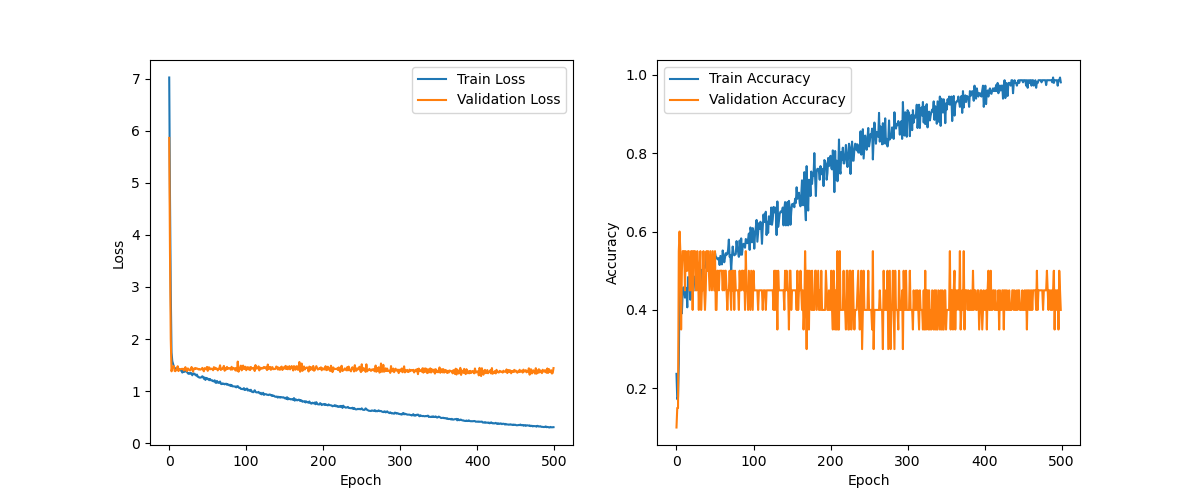 7
6
5
4
3
2
1
0
Loss
0 100 200 300 400 500
Epoch
Train Loss
Validation Loss
1.0
0.8
0.6
0.4
0.2
Accuracy
0 100 200 300 400 500
Epoch
Train Accuracy
Validation Accuracy